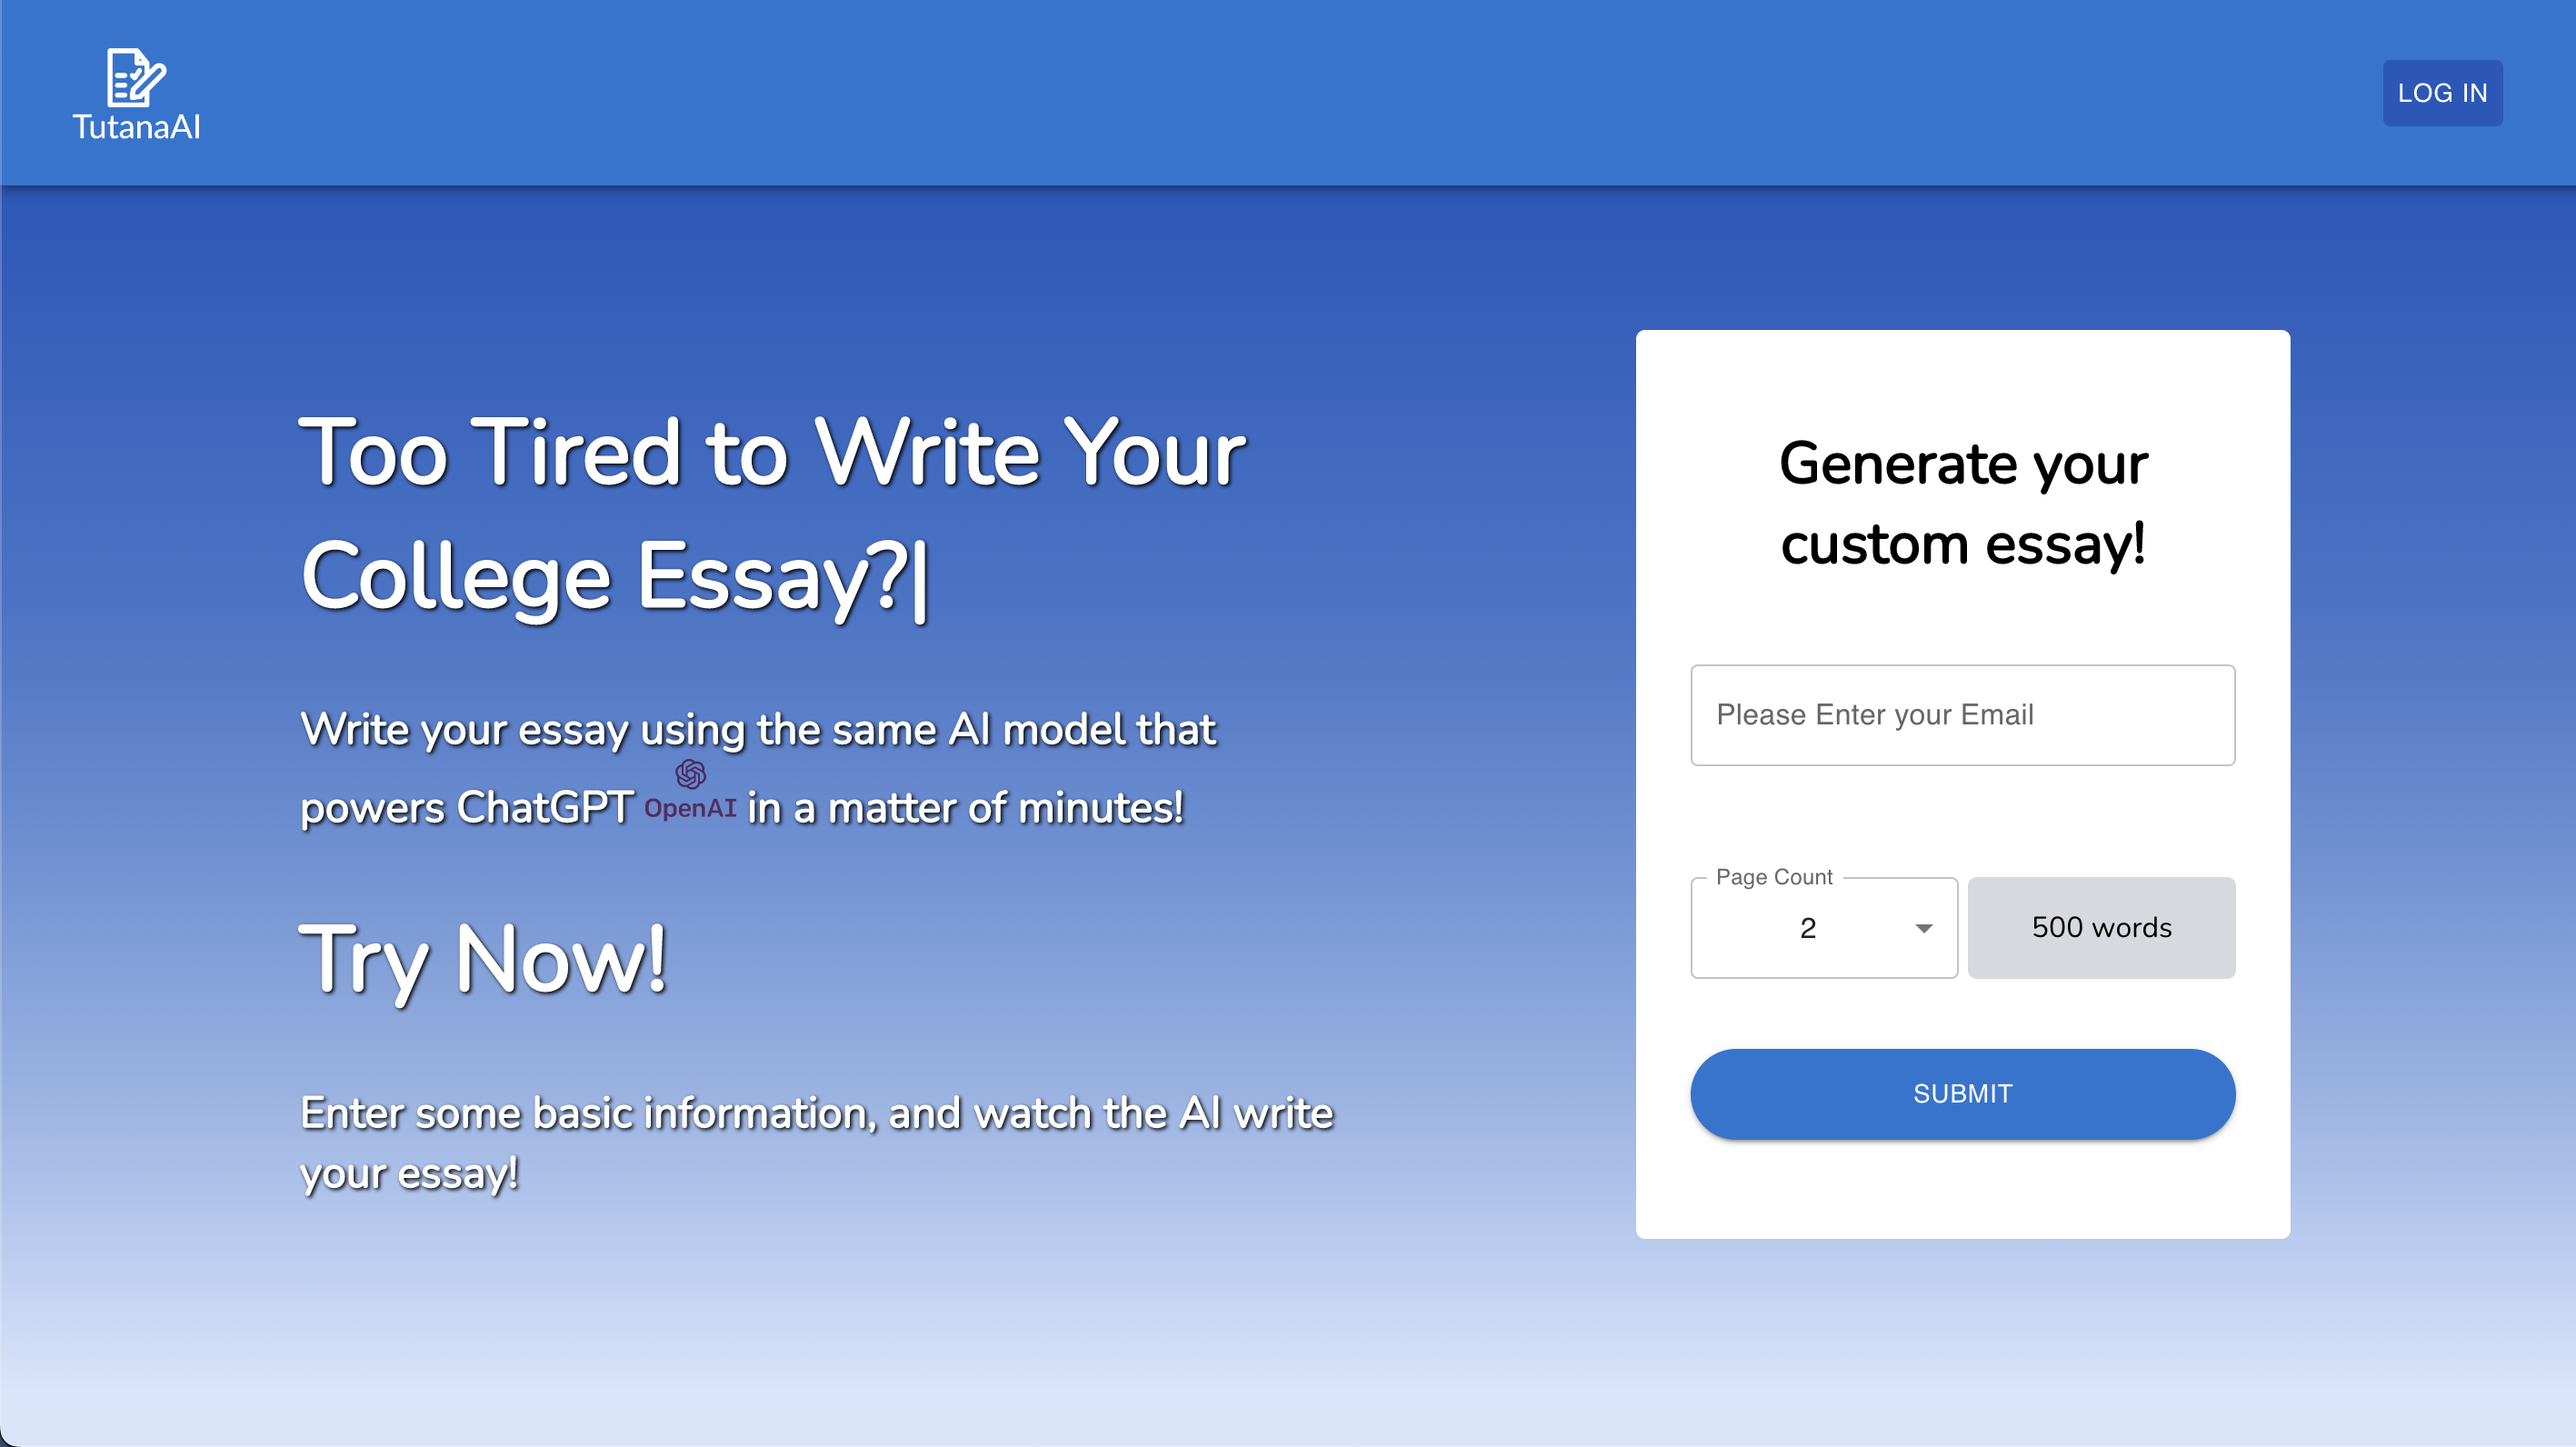 TutanaAI
LOG IN
Too Tired to Write Your
College Essay?|
Write your essay using the same AI model that
powers ChatGPT OpenAI in a matter of minutes!
Try Now!
Enter some basic information, and watch the AI write
your essay!
Generate your
custom essay!
Please Enter your Email
Page Count
2
500 words
SUBMIT